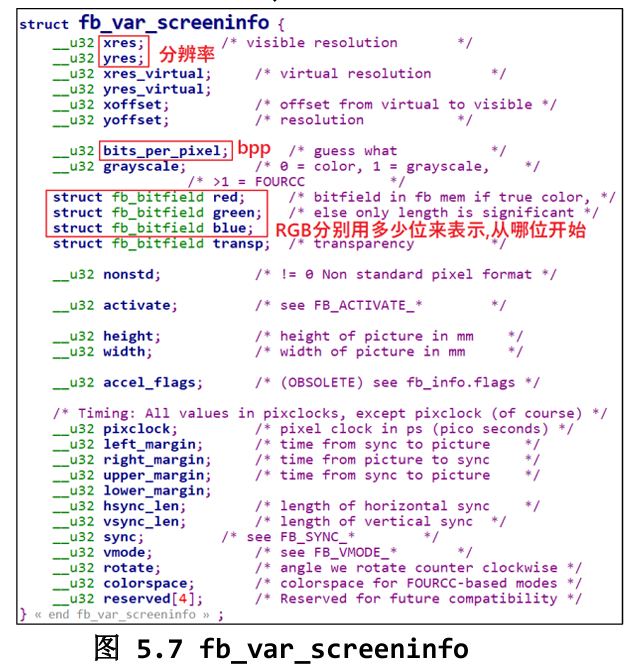 struct fb_var_screeninfo {
__u32 xres; /* visible resolution */
__u32 yres; 分辨率
__u32 xres_virtual; /* virtual resolution */
__u32 yres_virtual;
__u32 xoffset; /* offset from virtual to visible */
__u32 yoffset; /* resolution */
__u32 bits_per_pixel; bpp /* guess what */
__u32 grayscale; /* 0 = color, 1 = grayscale, */
/* >1 = FOURCC */
struct fb_bitfield red; /* bitfield in fb mem if true color, */
struct fb_bitfield green; /* else only length is significant */
struct fb_bitfield blue; RGB分别用多少位来表示,从哪位开始
struct fb_bitfield transp; /* transparency */
__u32 nonstd; /* != 0 Non standard pixel format */
__u32 activate; /* see FB_ACTIVATE_* */
__u32 height; /* height of picture in mm */
__u32 width; /* width of picture in mm */
__u32 accel_flags; /* (OBSOLETE) see fb_info.flags */
/* Timing: All values in pixclocks, except pixclock (of course) */
__u32 pixclock; /* pixel clock in ps (pico seconds) */
__u32 left_margin; /* time from sync to picture */
__u32 right_margin; /* time from picture to sync */
__u32 upper_margin; /* time from sync to picture */
__u32 lower_margin;
__u32 hsync_len; /* length of horizontal sync */
__u32 vsync_len; /* length of vertical sync */
__u32 sync; /* see FB_SYNC_* */
__u32 vmode; /* see FB_VMODE_* */
__u32 rotate; /* angle we rotate counter clockwise */
__u32 colorspace; /* colorspace for FOURCC-based modes */
__u32 reserved[4]; /* Reserved for future compatibility */
} « end fb_var_screeninfo » ;
图 5.7 fb_var_screeninfo